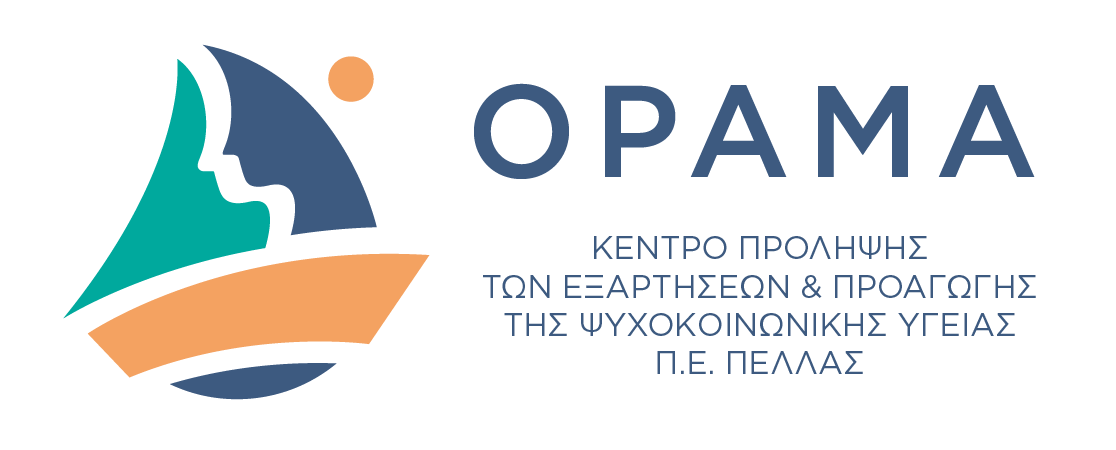 ΟΡΑΜΑ
ΚΕΝΤΡΟ ΠΡΟΛΗΨΗΣ
ΤΩΝ ΕΞΑΡΤΗΣΕΩΝ & ΠΡΟΑΓΩΓΗΣ
ΤΗΣ ΨΥΧΟΚΟΙΝΩΝΙΚΗΣ ΥΓΕΙΑΣ
Π.Ε. ΠΕΛΛΑΣ